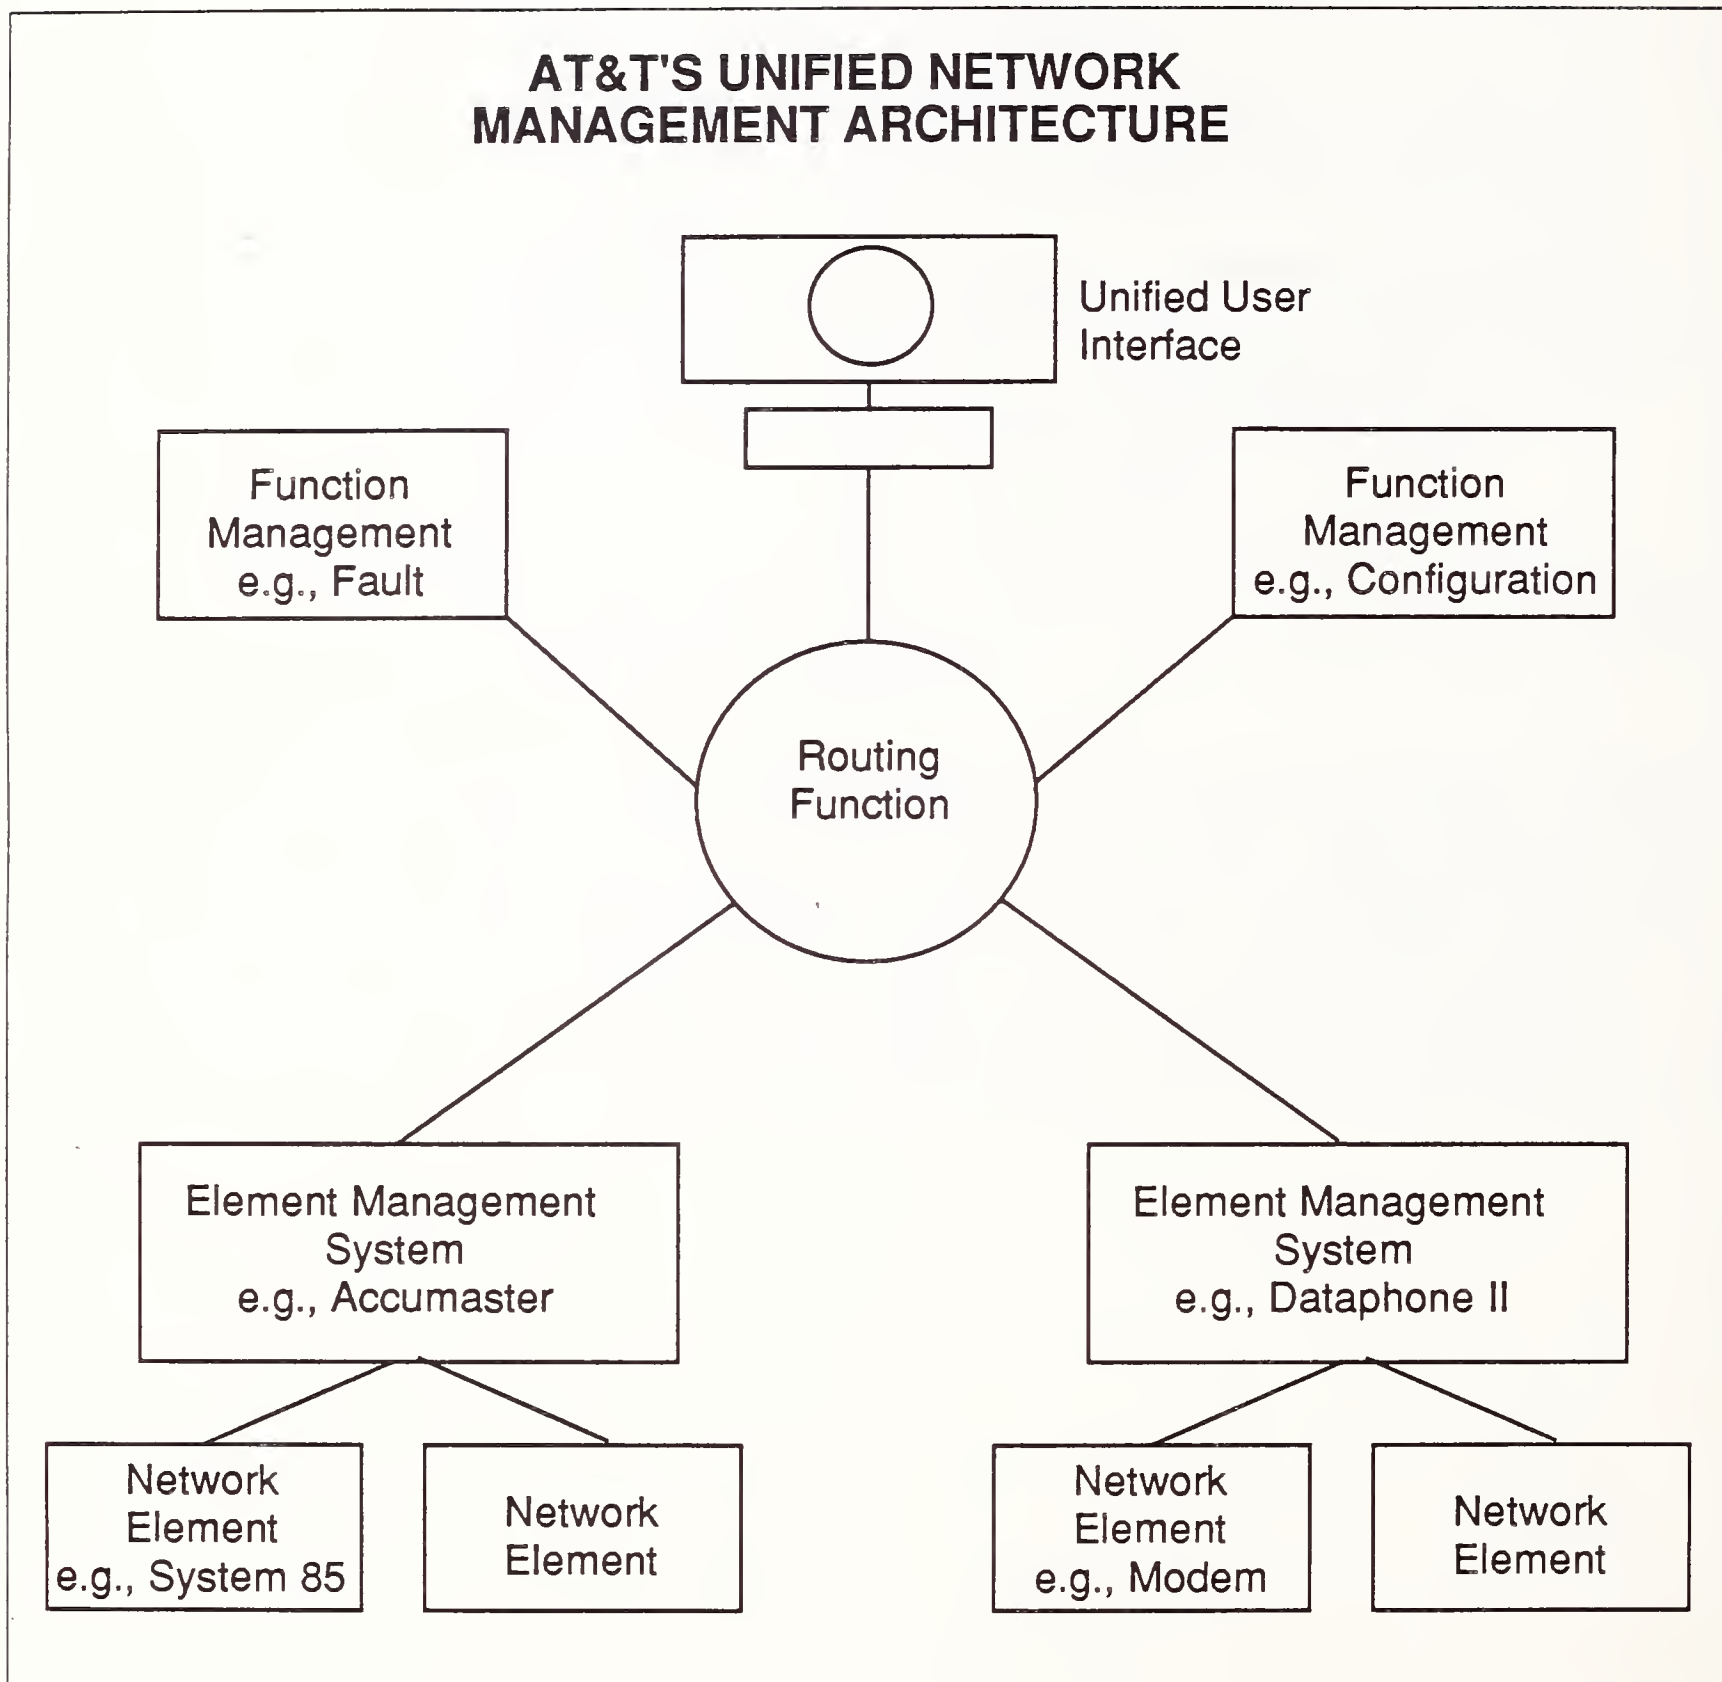 AT&T'S UNIFIED NETWORK
MANAGEMENT ARCHITECTURE
Unified User
Interface
Function
Management
e.g., Fault
Function
Management
e.g., Configuration
Routing
Function
Element Management
System
e.g., Accumaster
Element Management
System
e.g., Dataphone II
Network
Element
e.g., System 85
Network
Element
Network
Element
e.g., Modem
Network
Element